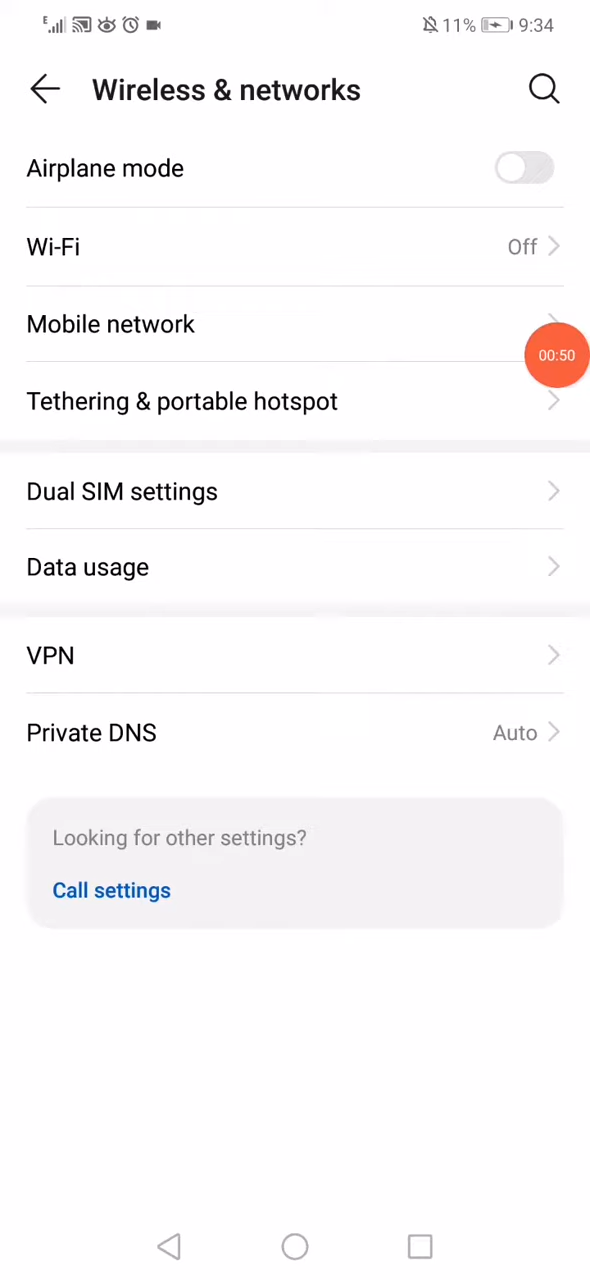 E 11% 9:34
Wireless & networks
Airplane mode
Wi-Fi Off
Mobile network
00:50
Tethering & portable hotspot
Dual SIM settings
Data usage
VPN
Private DNS Auto
Looking for other settings?
Call settings